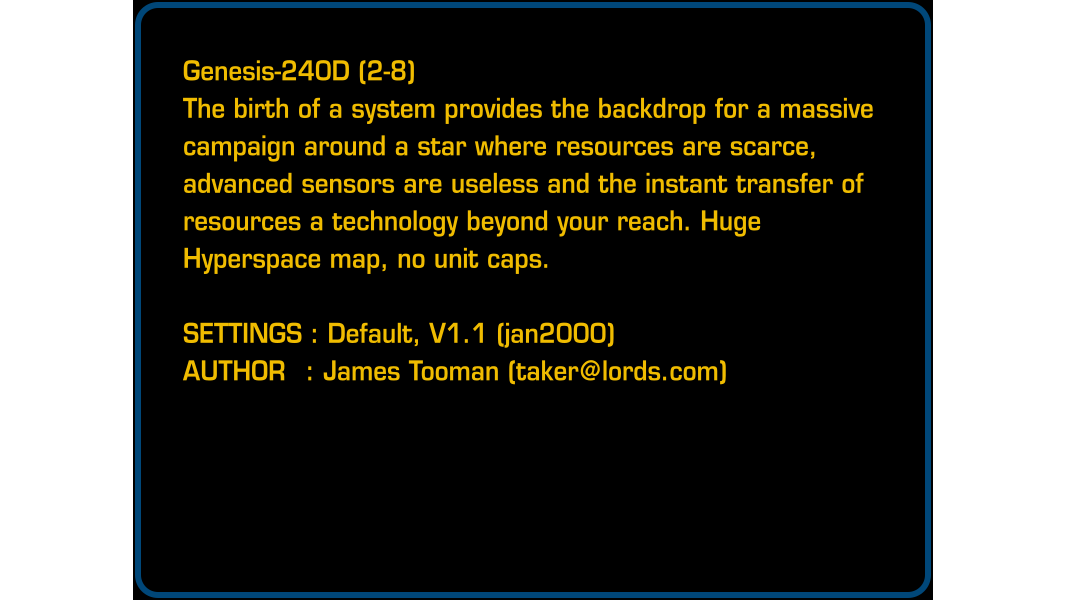 Genesis-240D (2-8)
The birth of a system provides the backdrop for a massive
campaign around a star where resources are scarce,
advanced sensors are useless and the instant transfer of
resources a technology beyond your reach. Huge
Hyperspace map, no unit caps.
SETTINGS : Default, V1.1 (jan2000)
AUTHOR : James Tooman (taker@lords.com)